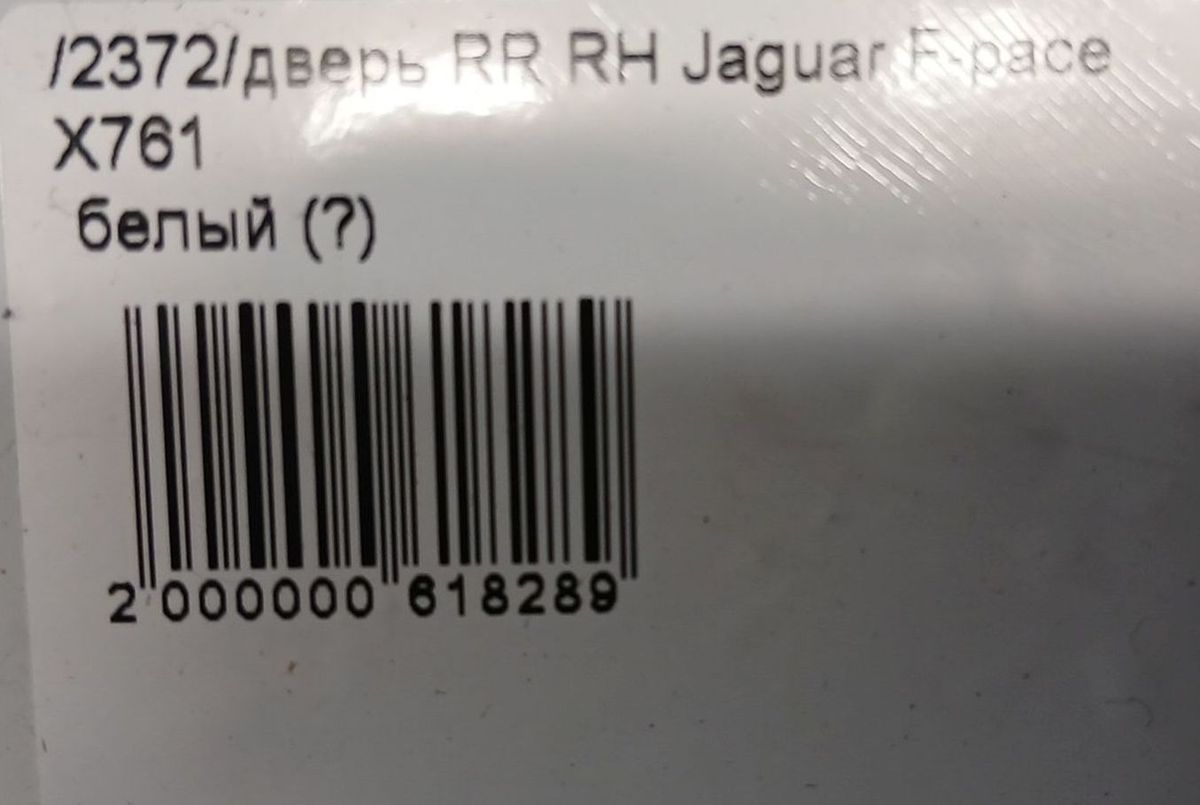 /2372/дверь RR RH Jaguar F-pace
X761
белый (?)
2 000000 618289